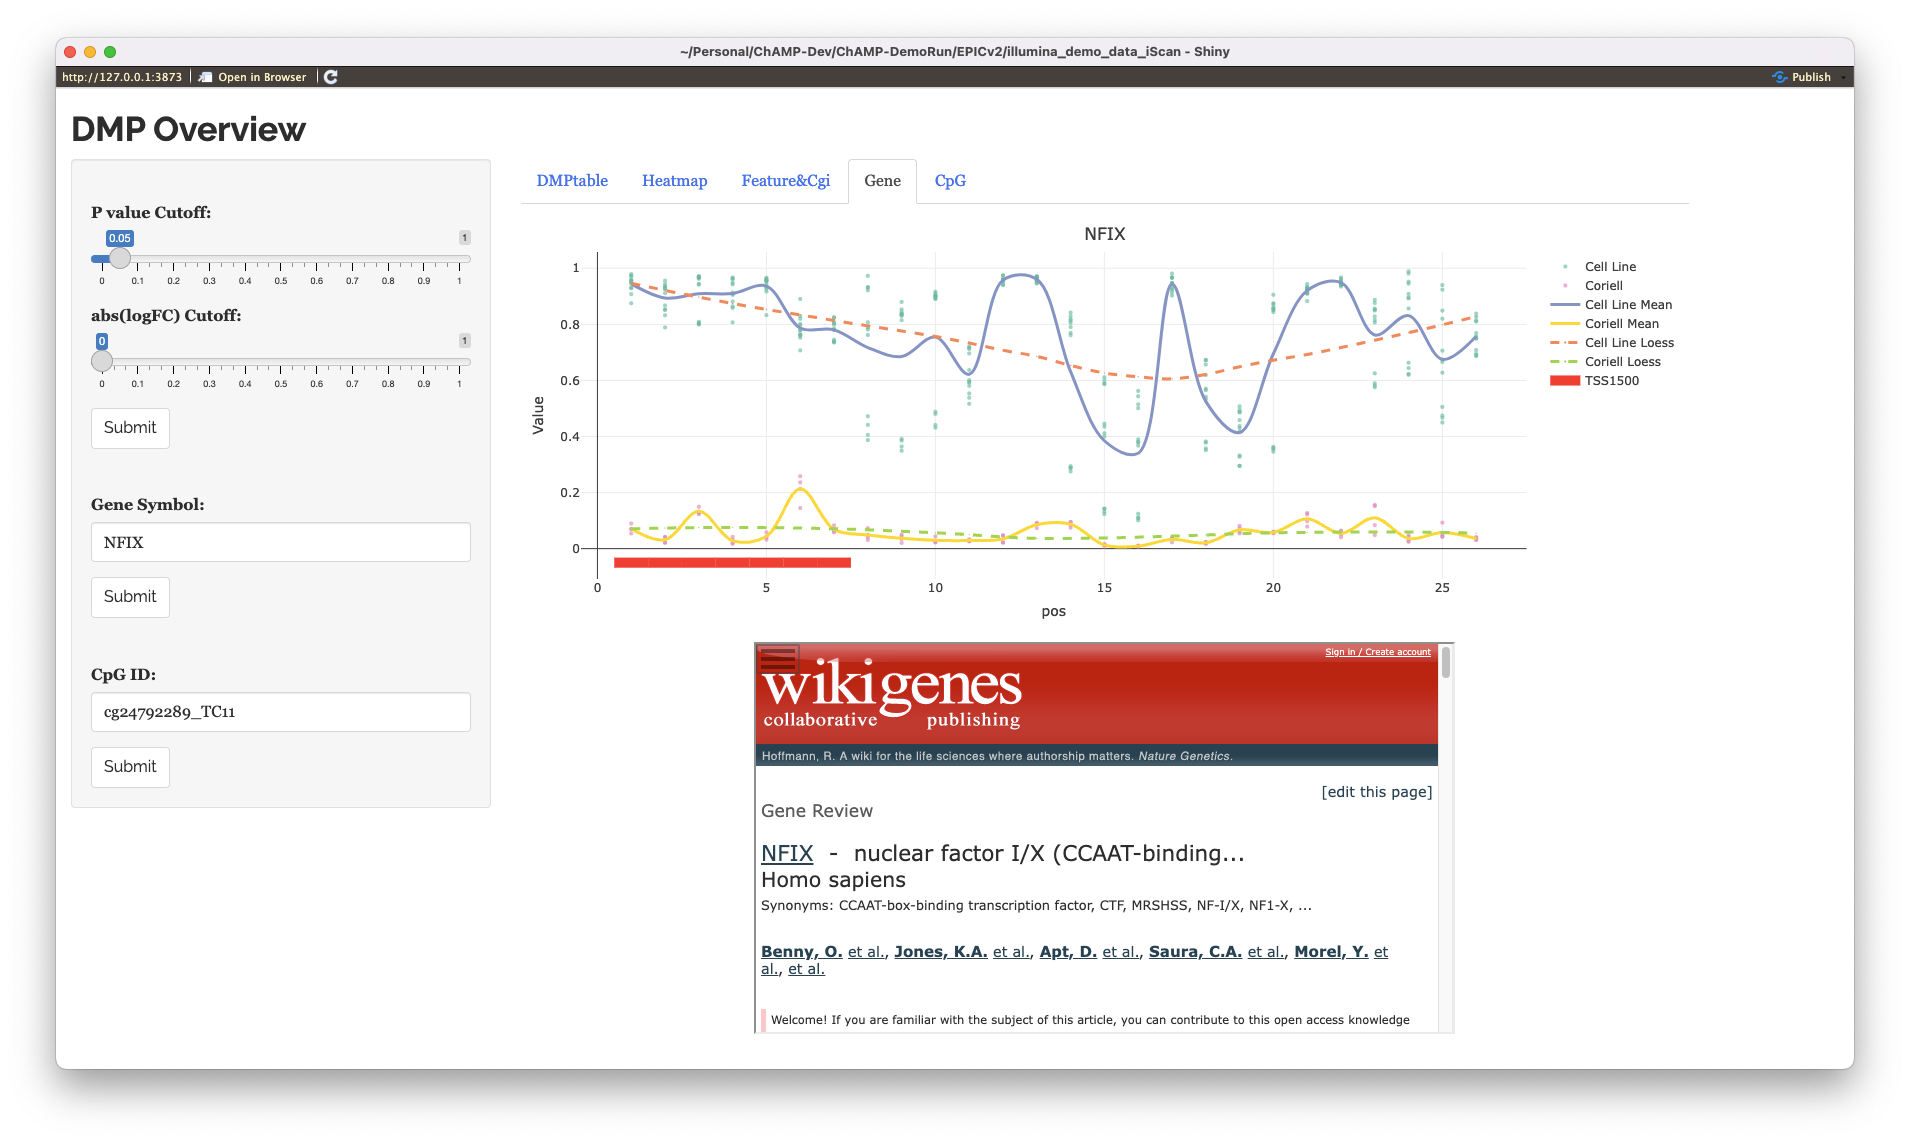 ~/Personal/ChAMP-Dev/ChAMP-DemoRun/EPICv2/illumina_demo_data_iScan - Shiny
http://127.0.0.1:3873 Open in Browser Publish
DMP Overview
P value Cutoff:
0.05 1
0 0.1 0.2 0.3 0.4 0.5 0.6 0.7 0.8 0.9 1
abs(logFC) Cutoff:
0 1
0 0.1 0.2 0.3 0.4 0.5 0.6 0.7 0.8 0.9 1
Submit
Gene Symbol:
NFIX
Submit
CpG ID:
cg24792289_TC11
Submit
DMPtable Heatmap Feature&Cgi Gene CpG
NFIX
1
0.8
0.6
0.4
0.2
0
Value
0 5 10 15 20 25
pos
Cell Line
Coriell
Cell Line Mean
Coriell Mean
Cell Line Loess
Coriell Loess
TSS1500
Sign in / Create account
wikigenes
collaborative publishing
Hoffmann, R. A wiki for the life sciences where authorship matters. Nature Genetics.
[edit this page]
Gene Review
NFIX - nuclear factor I/X (CCAAT-binding...
Homo sapiens
Synonyms: CCAAT-box-binding transcription factor, CTF, MRSHSS, NF-I/X, NF1-X, ...
Benny, O. et al., Jones, K.A. et al., Apt, D. et al., Saura, C.A. et al., Morel, Y. et
al., et al.
Welcome! If you are familiar with the subject of this article, you can contribute to this open access knowledge